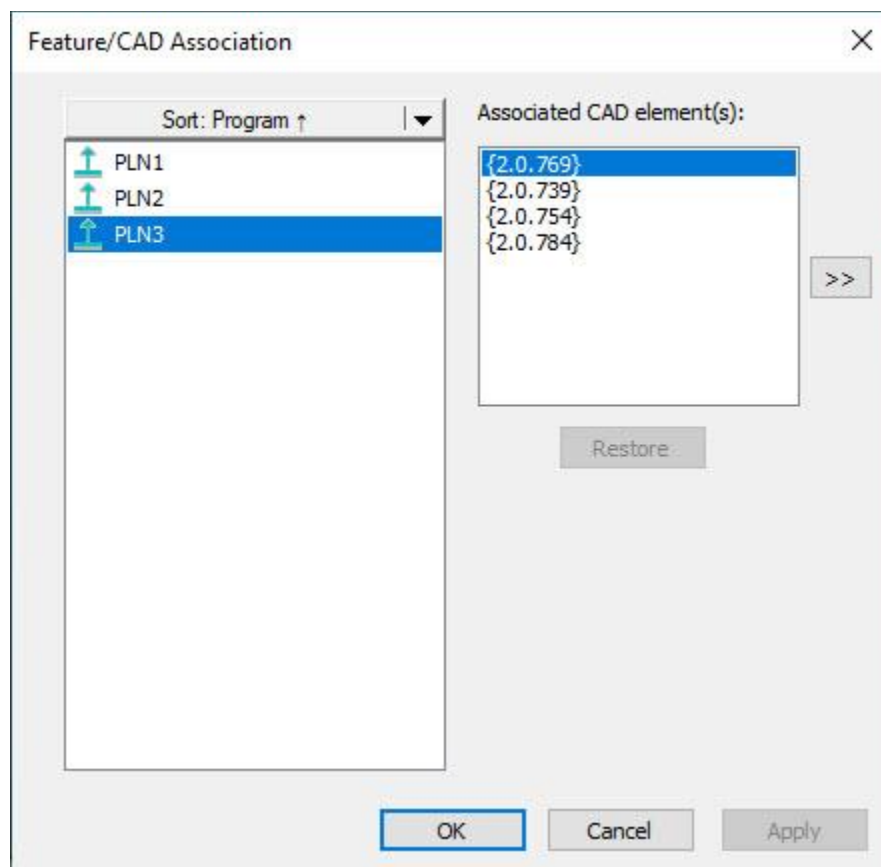 Feature/CAD Association
Sort: Program ↑
PLN1
PLN2
PLN3
Associated CAD element(s):
{2.0.769}
{2.0.739}
{2.0.754}
{2.0.784}
>>
Restore
OK
Cancel
Apply